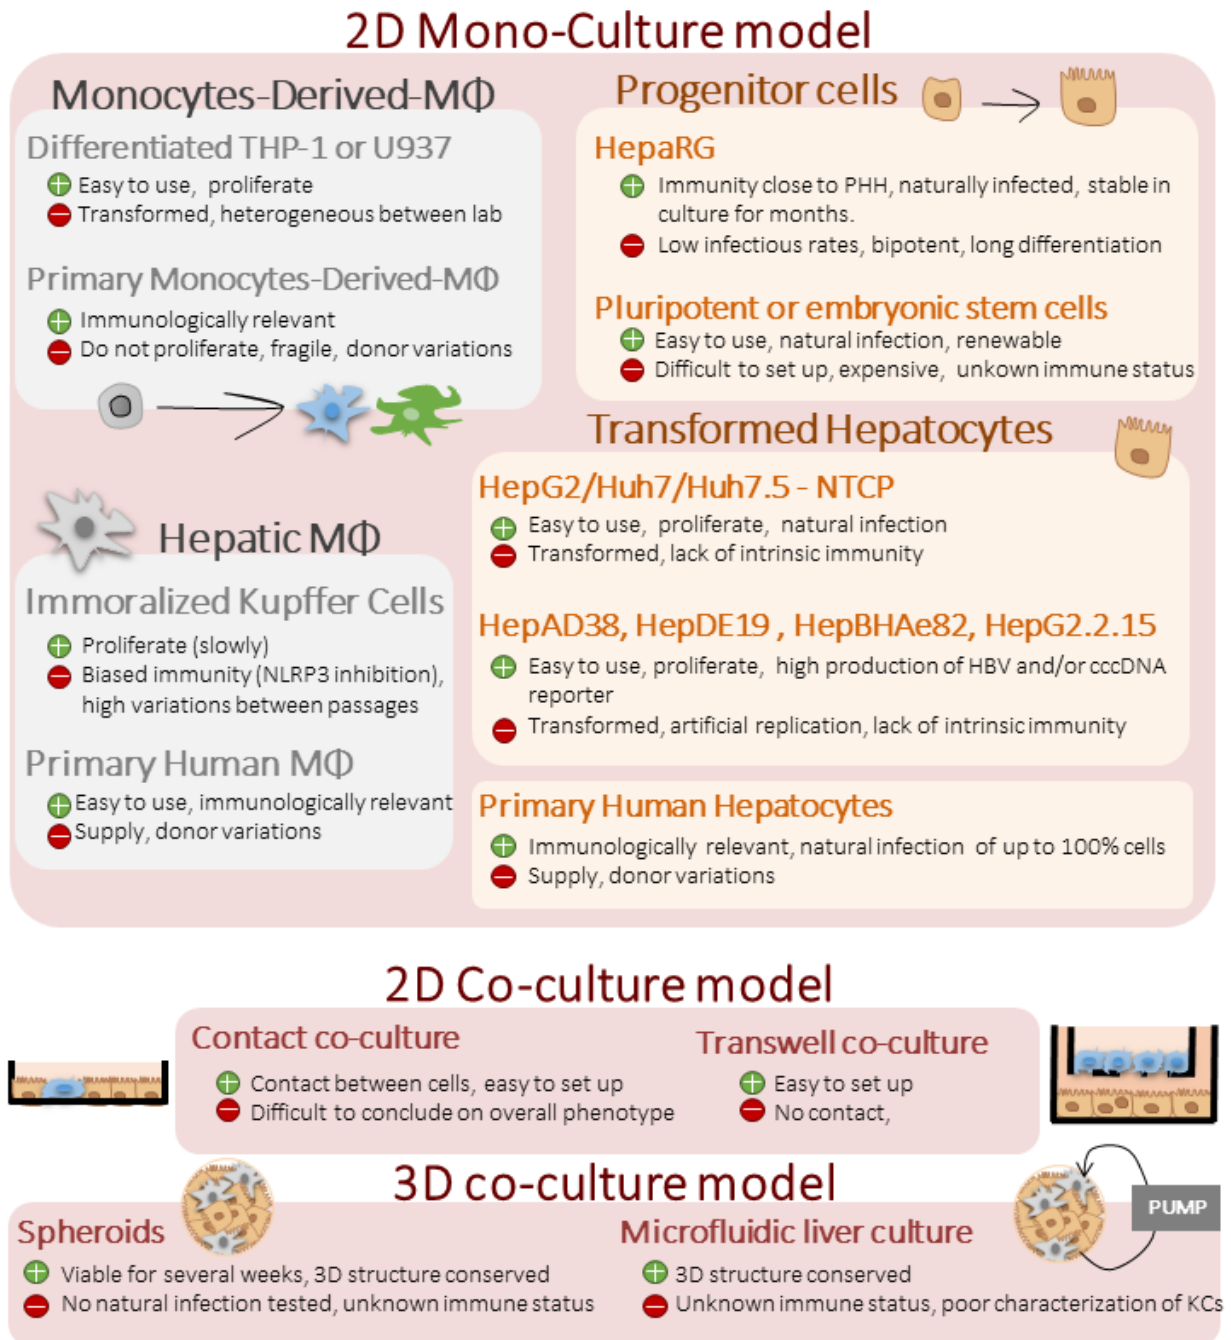 2D Mono-Culture model
Monocytes-Derived-MΦ
Differentiated THP-1 or U937
Easy to use, proliferate
Transformed, heterogeneous between lab
Primary Monocytes-Derived-MΦ
Immunologically relevant
Do not proliferate, fragile, donor variations
Hepatic MΦ
Immoralized Kupffer Cells
Proliferate (slowly)
Biased immunity (NLRP3 inhibition),
high variations between passages
Primary Human MΦ
Easy to use, immunologically relevant
Supply, donor variations
Progenitor cells
HepaRG
Immunity close to PHH, naturally infected, stable in
culture for months.
Low infectious rates, bipotent, long differentiation
Pluripotent or embryonic stem cells
Easy to use, natural infection, renewable
Difficult to set up, expensive, unkown immune status
Transformed Hepatocytes
HepG2/Huh7/Huh7.5 - NTCP
Easy to use, proliferate, natural infection
Transformed, lack of intrinsic immunity
HepAD38, HepDE19 , HepBHAe82, HepG2.2.15
Easy to use, proliferate, high production of HBV and/or cccDNA
reporter
Transformed, artificial replication, lack of intrinsic immunity
Primary Human Hepatocytes
Immunologically relevant, natural infection of up to 100% cells
Supply, donor variations
2D Co-culture model
Contact co-culture
Contact between cells, easy to set up
Difficult to conclude on overall phenotype
Transwell co-culture
Easy to set up
No contact,
3D co-culture model
Spheroids
Viable for several weeks, 3D structure conserved
No natural infection tested, unknown immune status
Microfluidic liver culture
3D structure conserved
Unknown immune status, poor characterization of KCs
PUMP